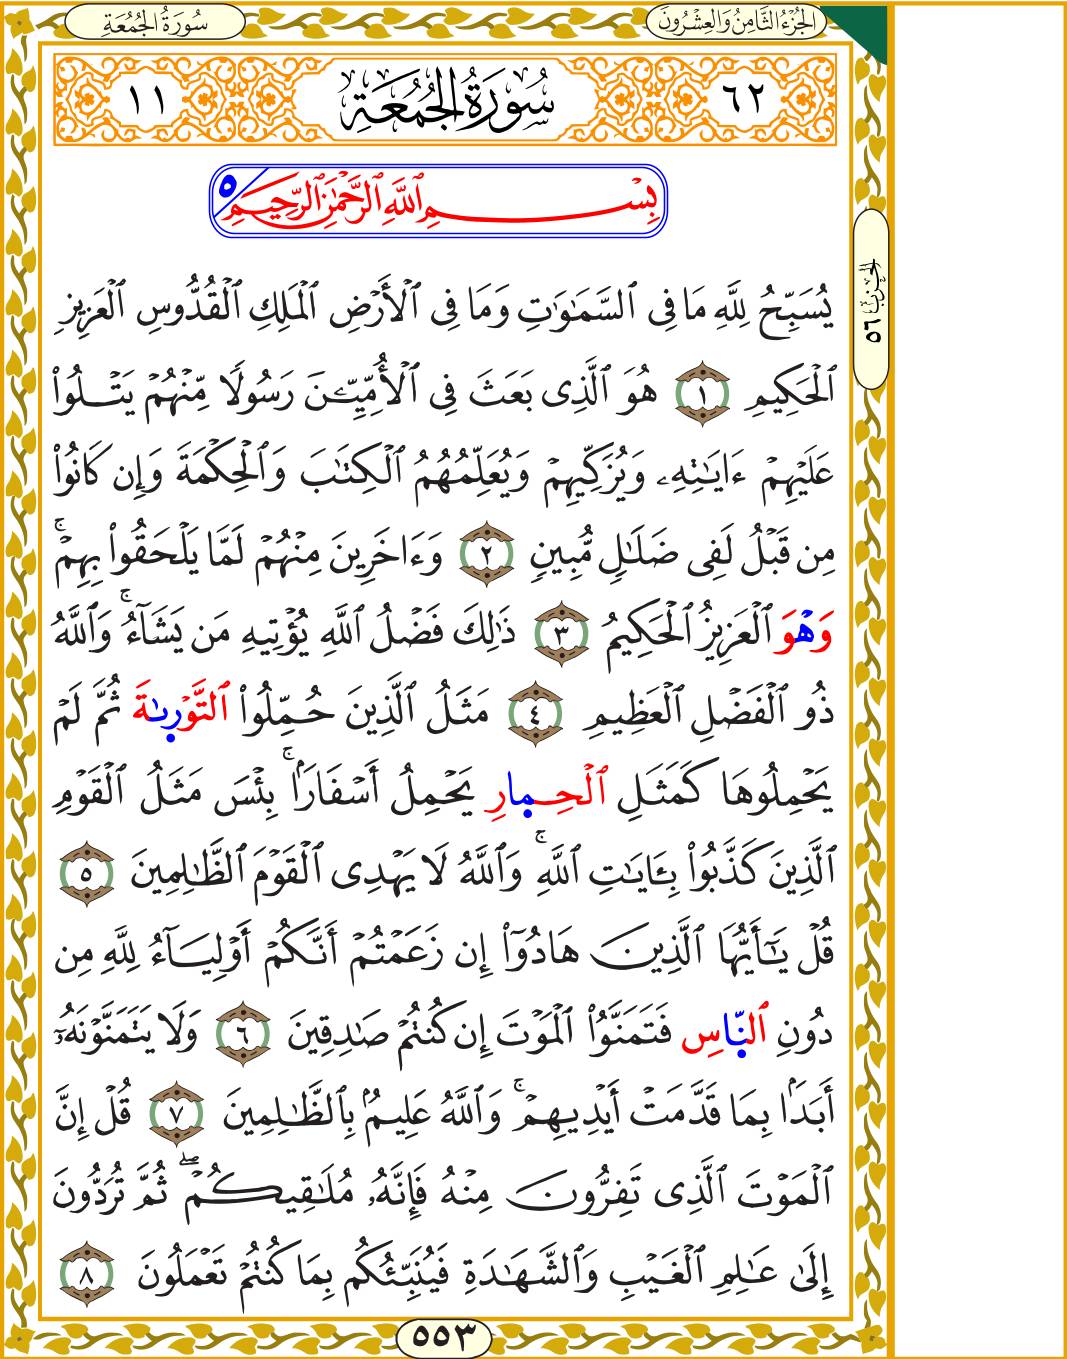 الجُزْءُ الثَّامِنُ وَالعِشْرُونَ
سُورَةُ الجُمُعَةِ
٦٢
سُورَةُ الجُمُعَةِ
١١
بِسْمِ ٱللَّهِ ٱلرَّحْمَٰنِ ٱلرَّحِيمِ ٥
يُسَبِّحُ لِلَّهِ مَا فِى ٱلسَّمَٰوَٰتِ وَمَا فِى ٱلْأَرْضِ ٱلْمَلِكِ ٱلْقُدُّوسِ ٱلْعَزِيزِ
ٱلْحَكِيمِ ١ هُوَ ٱلَّذِى بَعَثَ فِى ٱلْأُمِّيِّـۧنَ رَسُولًا مِّنْهُمْ يَتْلُوا۟
عَلَيْهِمْ ءَايَٰتِهِۦ وَيُزَكِّيهِمْ وَيُعَلِّمُهُمُ ٱلْكِتَٰبَ وَٱلْحِكْمَةَ وَإِن كَانُوا۟
مِن قَبْلُ لَفِى ضَلَٰلٍ مُّبِينٍ ٢ وَءَاخَرِينَ مِنْهُمْ لَمَّا يَلْحَقُوا۟ بِهِمْ ۚ
وَهْوَ ٱلْعَزِيزُ ٱلْحَكِيمُ ٣ ذَٰلِكَ فَضْلُ ٱللَّهِ يُؤْتِيهِ مَن يَشَآءُ ۚ وَٱللَّهُ
ذُو ٱلْفَضْلِ ٱلْعَظِيمِ ٤ مَثَلُ ٱلَّذِينَ حُمِّلُوا۟ ٱلتَّوْرِىٰةَ ثُمَّ لَمْ
يَحْمِلُوهَا كَمَثَلِ ٱلْحِمارِ يَحْمِلُ أَسْفَارًۢا ۚ بِئْسَ مَثَلُ ٱلْقَوْمِ
ٱلَّذِينَ كَذَّبُوا۟ بِـَٔايَٰتِ ٱللَّهِ ۚ وَٱللَّهُ لَا يَهْدِى ٱلْقَوْمَ ٱلظَّٰلِمِينَ ٥
قُلْ يَٰٓأَيُّهَا ٱلَّذِينَ هَادُوٓا۟ إِن زَعَمْتُمْ أَنَّكُمْ أَوْلِيَآءُ لِلَّهِ مِن
دُونِ ٱلنَّاسِ فَتَمَنَّوُا۟ ٱلْمَوْتَ إِن كُنتُمْ صَٰدِقِينَ ٦ وَلَا يَتَمَنَّوْنَهُۥٓ
أَبَدًۢا بِمَا قَدَّمَتْ أَيْدِيهِمْ ۚ وَٱللَّهُ عَلِيمٌۢ بِٱلظَّٰلِمِينَ ٧ قُلْ إِنَّ
ٱلْمَوْتَ ٱلَّذِى تَفِرُّونَ مِنْهُ فَإِنَّهُۥ مُلَٰقِيكُمْ ۖ ثُمَّ تُرَدُّونَ
إِلَىٰ عَٰلِمِ ٱلْغَيْبِ وَٱلشَّهَٰدَةِ فَيُنَبِّئُكُم بِمَا كُنتُمْ تَعْمَلُونَ ٨
الحزب ٥٦
٥٥٣